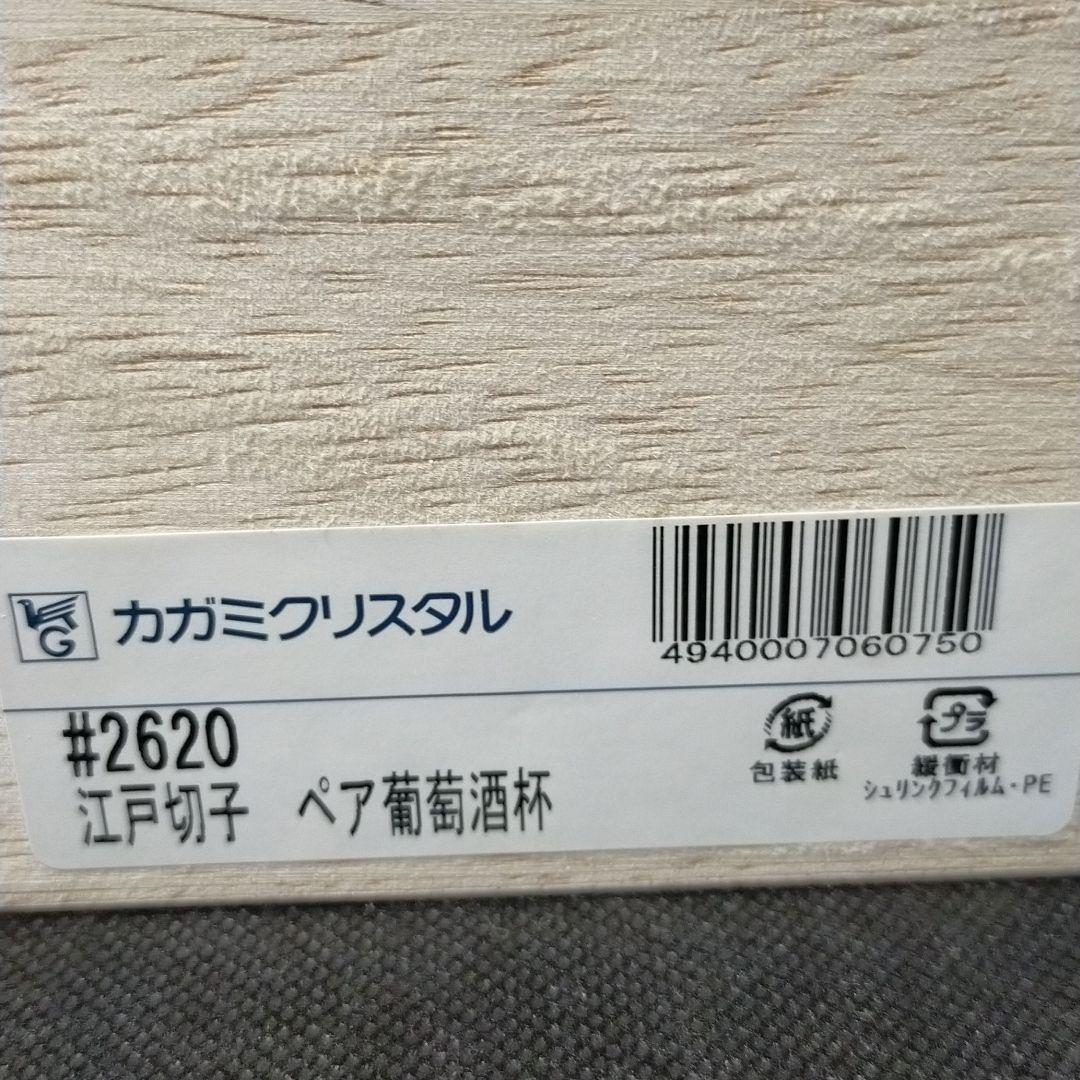 KG カガミクリスタル
4940007060750
#2620
江戸切子 ペア葡萄酒杯
紙
包装紙
プラ
緩衝材
シュリンクフィルム・PE